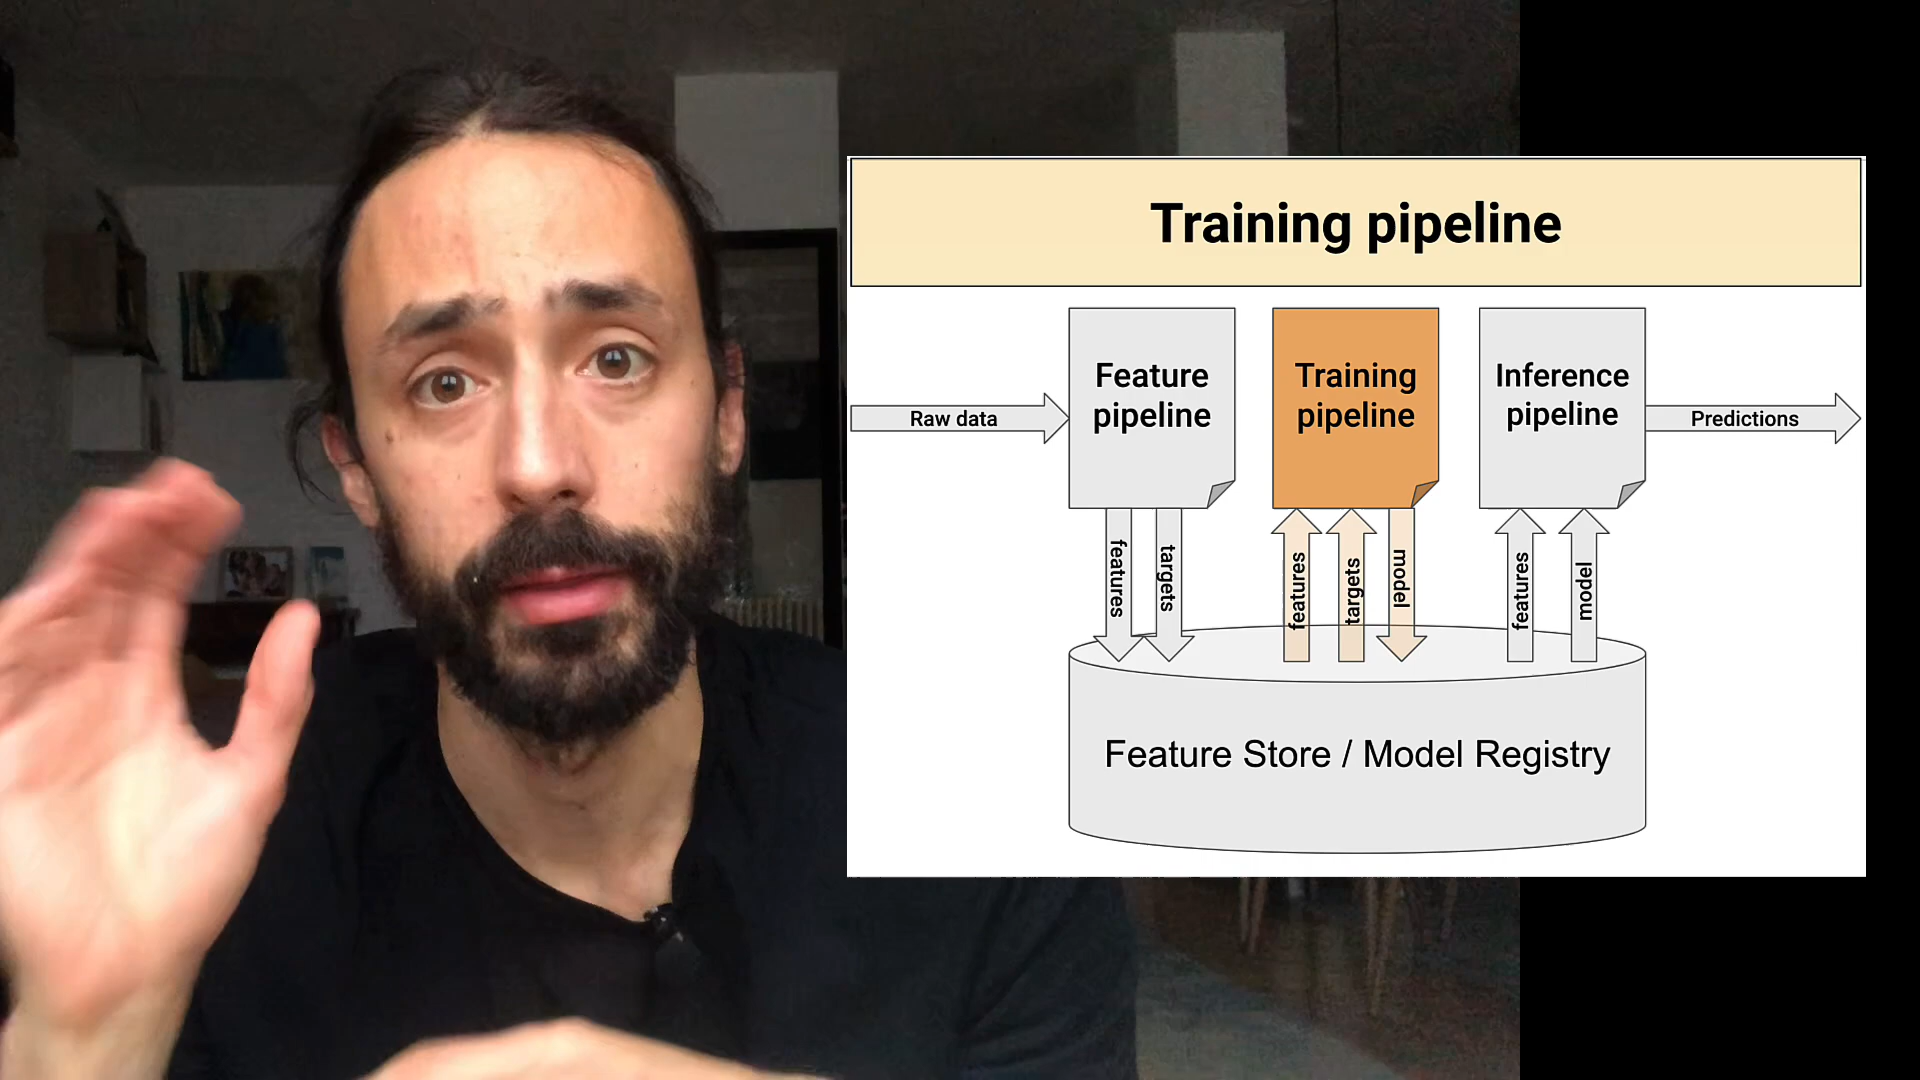 Training pipeline
Feature
pipeline
Training
pipeline
Inference
pipeline
Raw data
Predictions
features
targets
features
targets
model
features
model
Feature Store / Model Registry